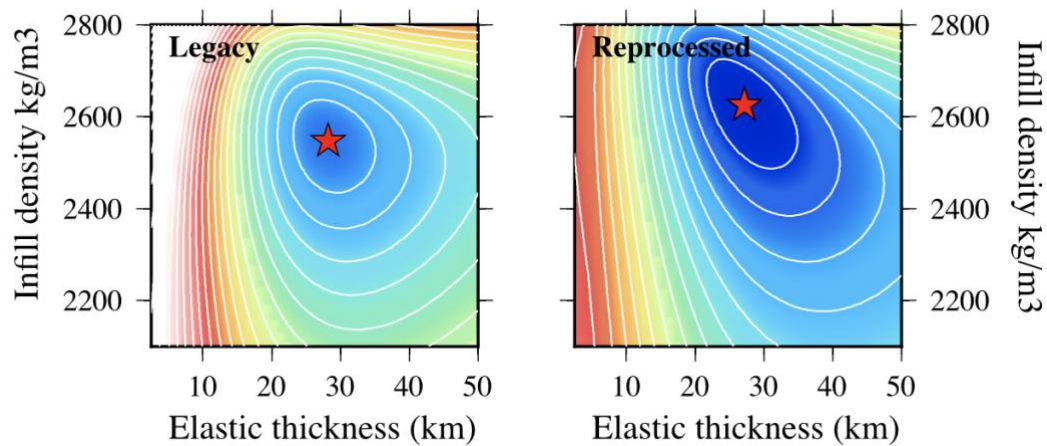 Legacy
Reprocessed
2800
2600
2400
2200
Infill density kg/m3
10 20 30 40 50
Elastic thickness (km)
10 20 30 40 50
Elastic thickness (km)
2800
2600
2400
2200
Infill density kg/m3